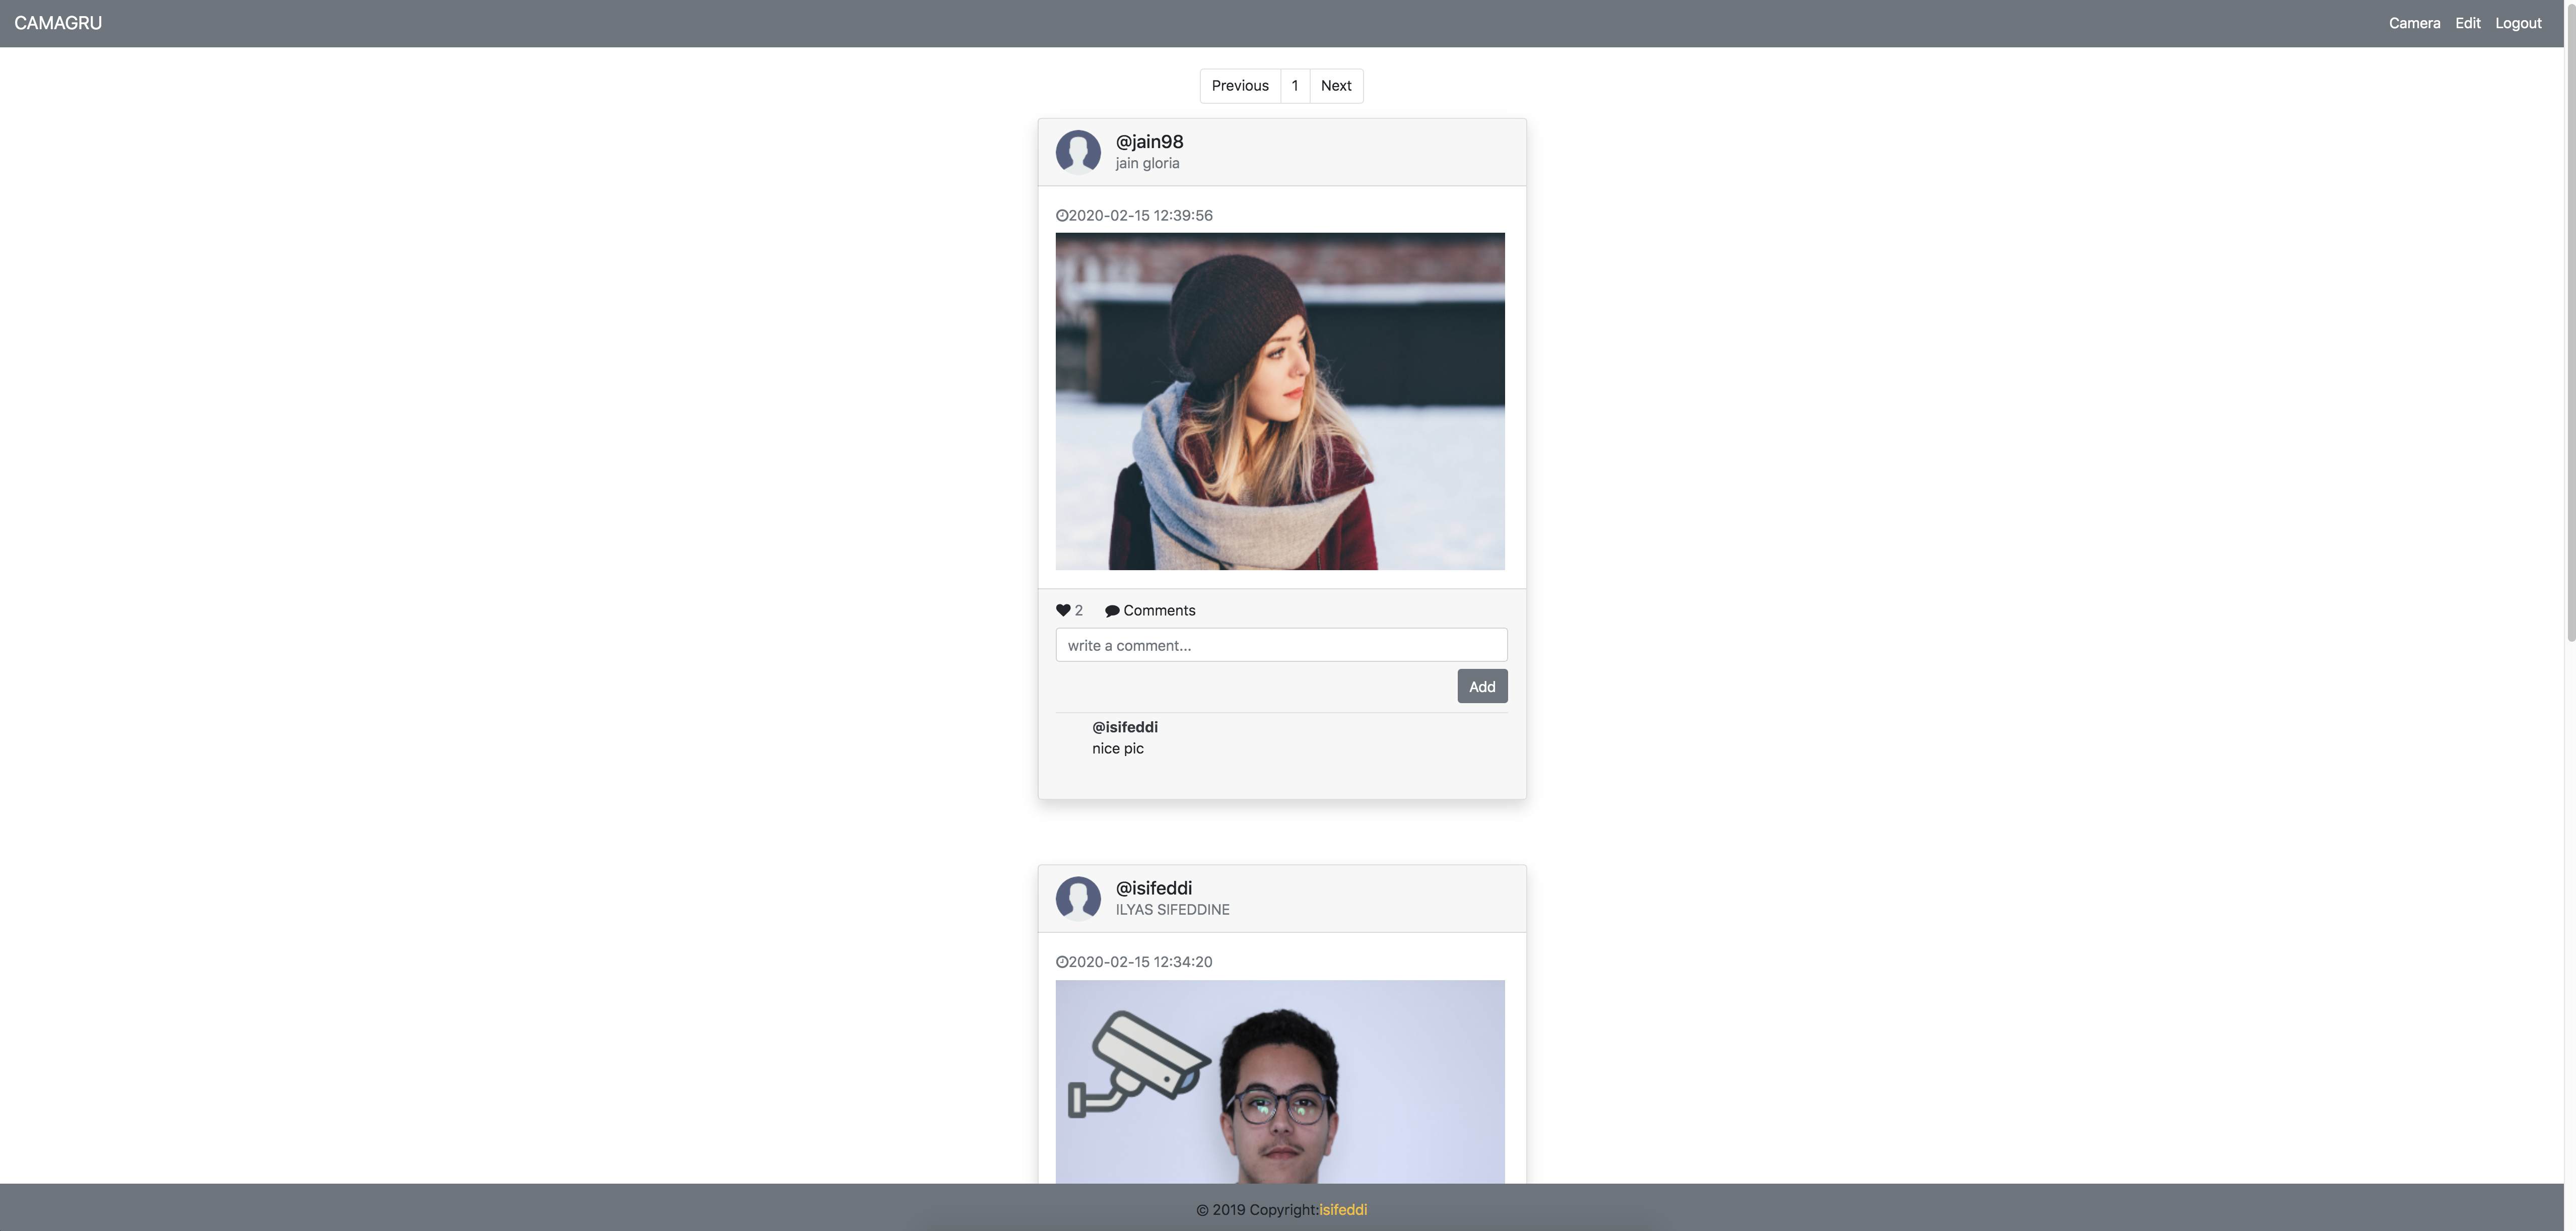 CAMAGRU
Camera Edit Logout
Previous 1 Next
@jain98
jain gloria
2020-02-15 12:39:56
2 Comments
write a comment...
Add
@isifeddi
nice pic
@isifeddi
ILYAS SIFEDDINE
2020-02-15 12:34:20
© 2019 Copyright:isifeddi